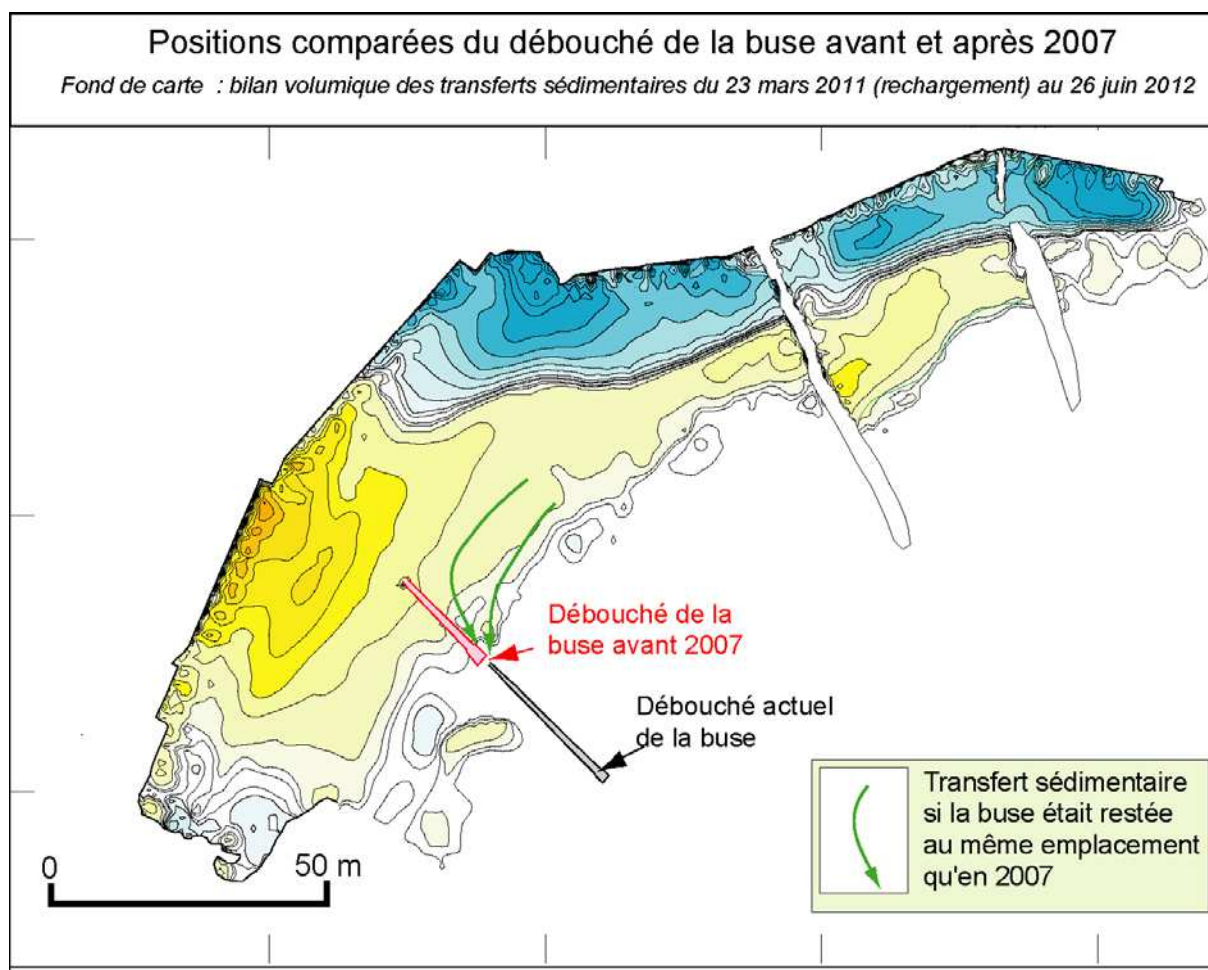 Positions comparées du débouché de la buse avant et après 2007
Fond de carte : bilan volumique des transferts sédimentaires du 23 mars 2011 (rechargement) au 26 juin 2012
Débouché de la
buse avant 2007
Débouché actuel
de la buse
0
50 m
Transfert sédimentaire
si la buse était restée
au même emplacement
qu'en 2007